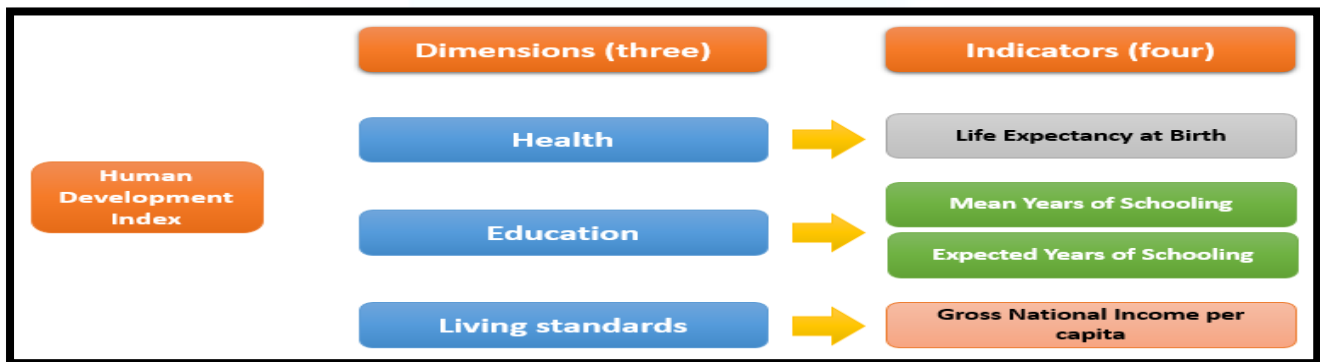 Dimensions (three)
Indicators (four)
Health
Life Expectancy at Birth
Human
Development
Index
Education
Mean Years of Schooling
Expected Years of Schooling
Living standards
Gross National Income per
capita